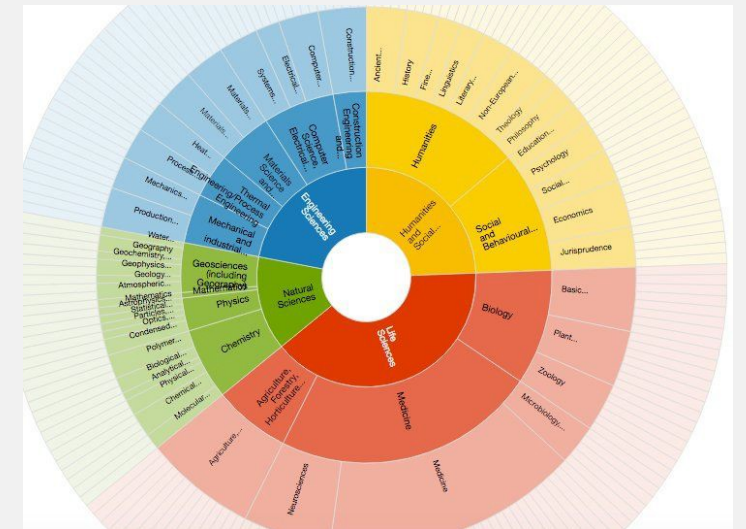 Humanities
and
Social...
Life
Sciences
Natural
Sciences
Engineering
Sciences
Humanities
Social
and
Behavioural...
Biology
Medicine
Agriculture,
Forestry,
Horticulture...
Chemistry
Physics
Mathematics
Geosciences
(including
Geography
Mechanical
and
industrial...
Thermal
Engineering/Process
Engineering
Materials
Science
and...
Computer
Science,
Electrical...
Construction
Engineering
and...
Ancient...
History
Fine...
Linguistics
Literary...
Non-European...
Theology
Philosophy
Education...
Psychology
Social...
Economics
Jurisprudence
Basic...
Plant...
Zoology
Microbiology,...
Medicine
Neurosciences
Agriculture,...
Molecular...
Chemical...
Physical...
Analytical...
Biological...
Polymer...
Condensed...
Optics,...
Particles,...
Statistical...
Astrophysics...
Mathematics
Atmospheric...
Geology...
Geophysics...
Geochemistry,...
Geography
Water...
Production...
Mechanics...
Process...
Heat...
Materials...
Materials...
Systems...
Electrical...
Computer...
Construction...